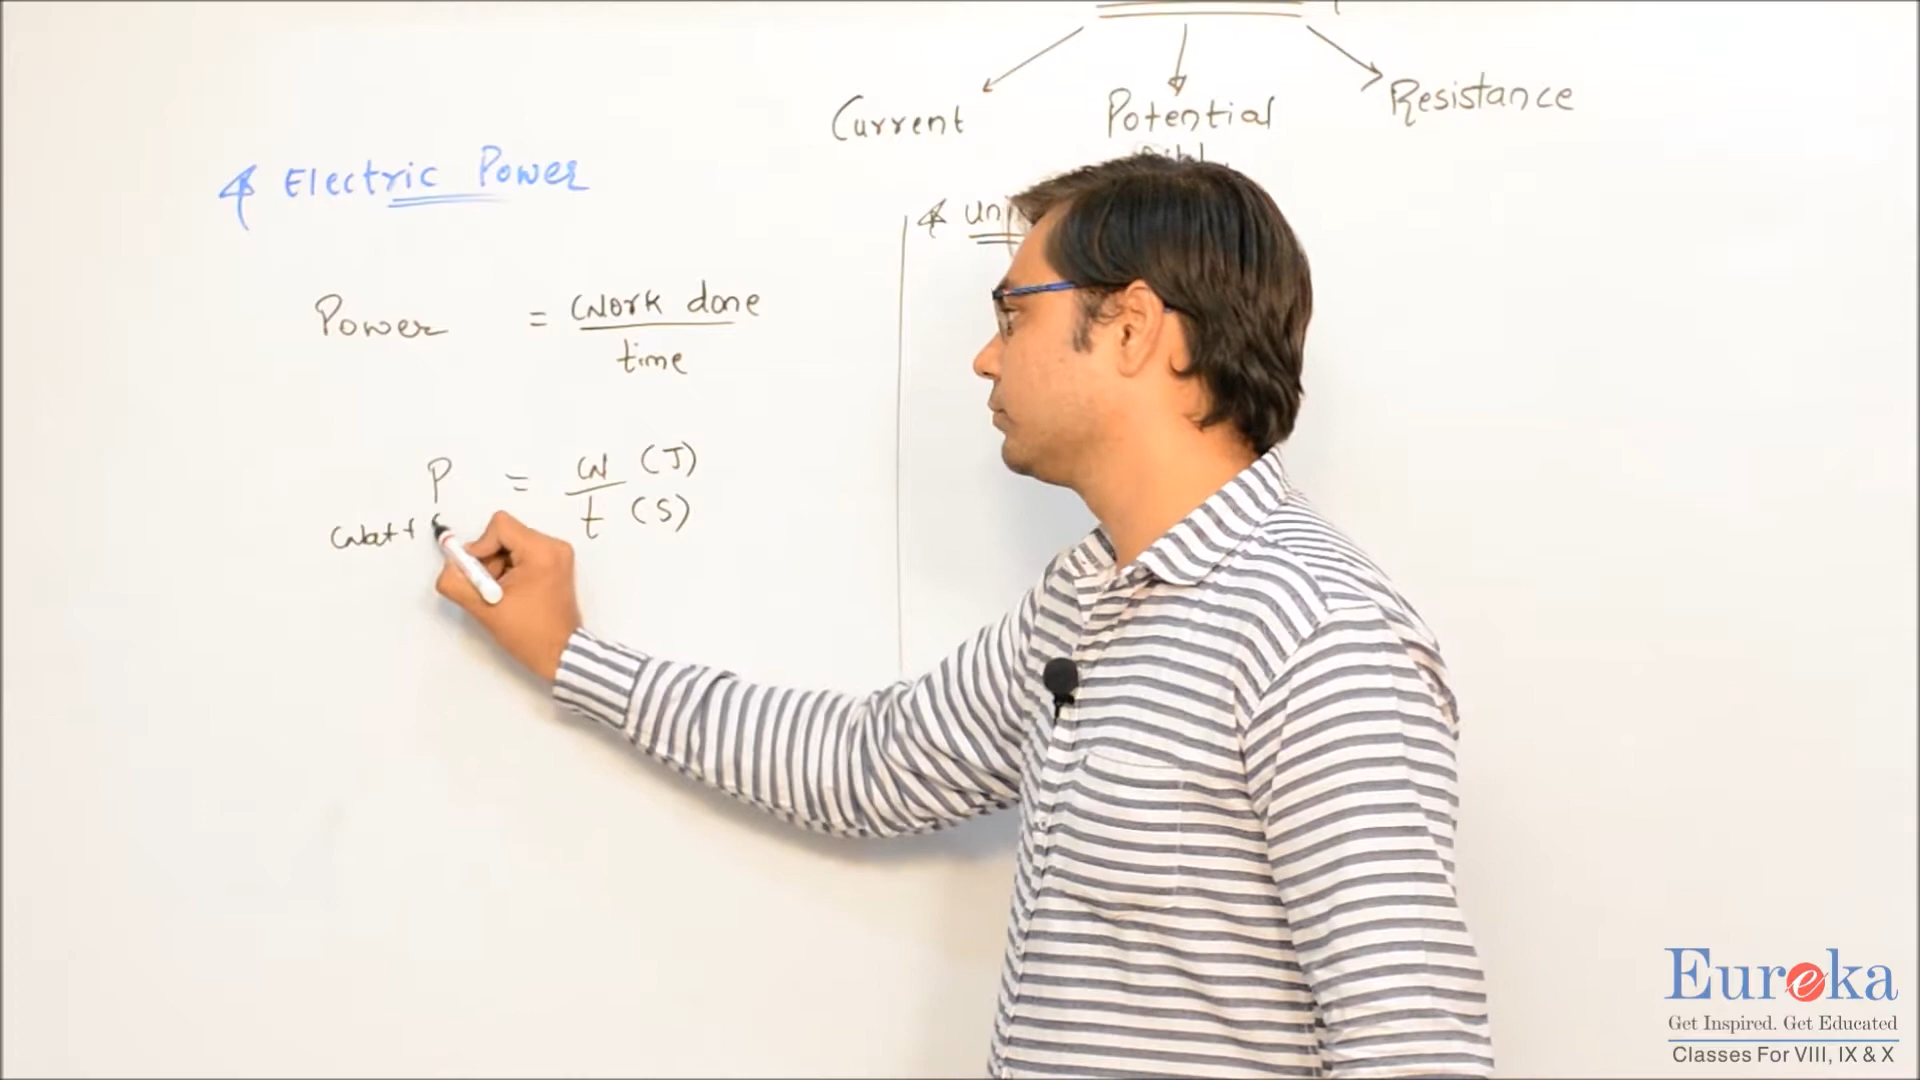 Current Potential Resistance
Electric Power
Power = Work done
time
P = W (J)
t (S)
Watt
Eureka
Get Inspired. Get Educated
Classes For VIII, IX & X